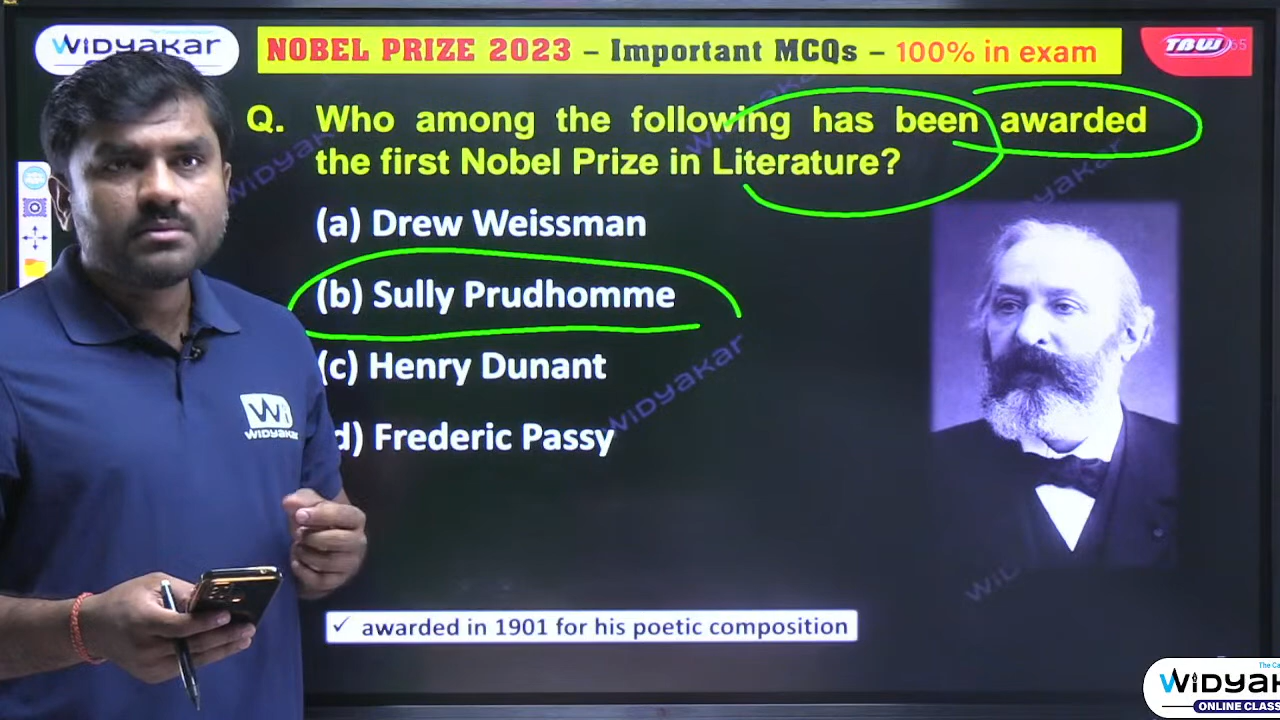 WIDYAKAR
NOBEL PRIZE 2023 – Important MCQs – 100% in exam
TBW
Q. Who among the following has been awarded
the first Nobel Prize in Literature?
(a) Drew Weissman
(b) Sully Prudhomme
(c) Henry Dunant
d) Frederic Passy
Wi
WIDYAKAR
✓ awarded in 1901 for his poetic composition
WIDYAKAR
ONLINE CLASS